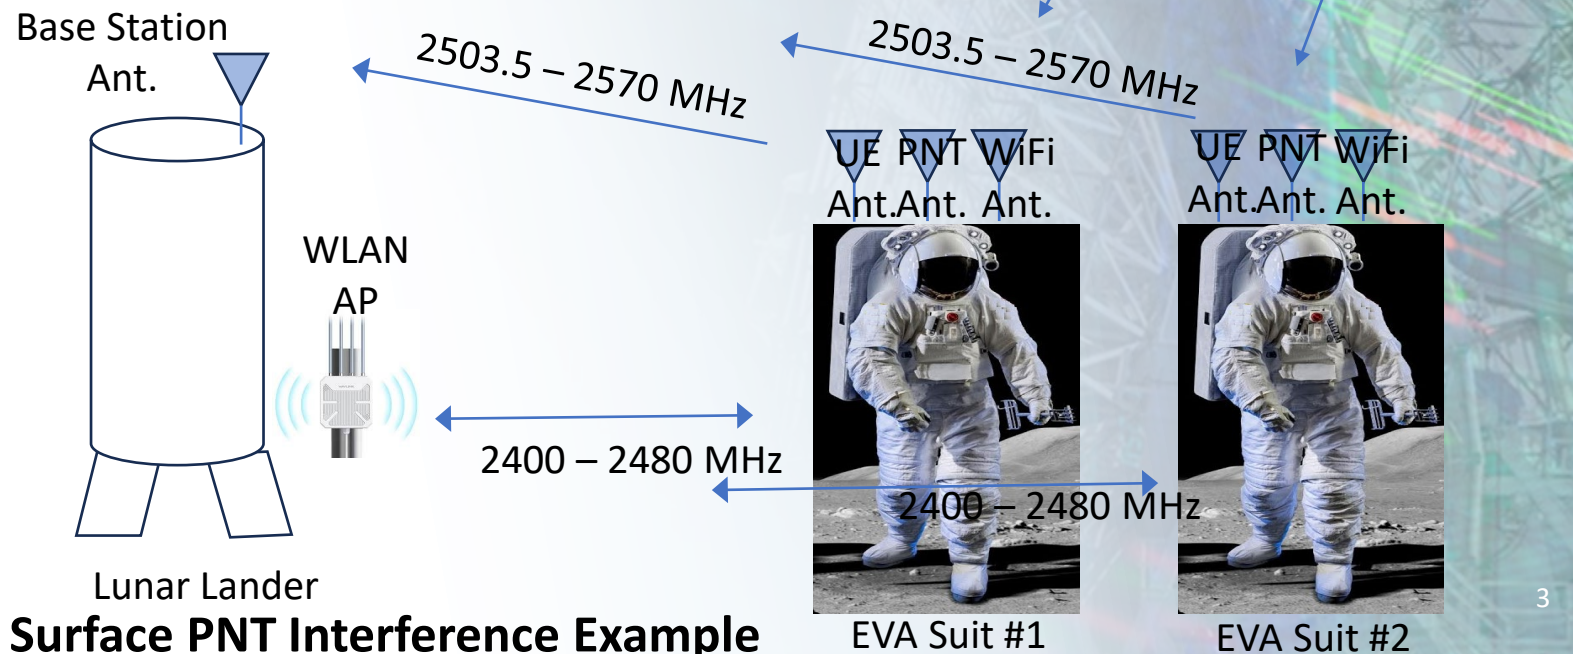 Base Station
Ant.
2503.5 – 2570 MHz
2503.5 – 2570 MHz
UE PNT WiFi
Ant. Ant. Ant.
UE PNT WiFi
Ant. Ant. Ant.
WLAN
AP
2400 – 2480 MHz
2400 – 2480 MHz
Lunar Lander
EVA Suit #1
EVA Suit #2
Surface PNT Interference Example
3